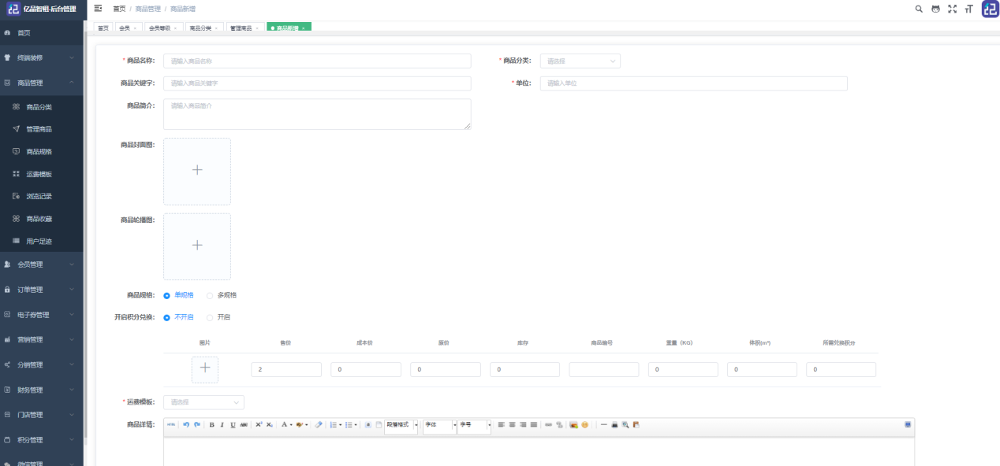 亿品智祖-后台管理
首页 / 商品管理 / 商品新增
首页
会员 ×
会员等级 ×
商品分类 ×
管理商品 ×
商品新增 ×
首页
终端装修
商品管理
商品分类
管理商品
商品规格
运费模板
浏览记录
商品收藏
用户足迹
会员管理
订单管理
电子券管理
营销管理
分销管理
财务管理
门店管理
积分管理
微信管理
* 商品名称: 请输入商品名称
* 商品分类: 请选择
商品关键字: 请输入商品关键字
* 单位: 请输入单位
商品简介: 请输入商品简介
商品封面图:
商品轮播图:
商品规格: 单规格 多规格
开启积分兑换: 不开启 开启
图片 售价 成本价 原价 库存 商品编号 重量 (KG) 体积(m³) 所需兑换积分
2 0 0 0 0 0 0
* 运费模板: 请选择
商品详情:
HTML B I U ABC X² X₂ A 段落格式 字体 字号